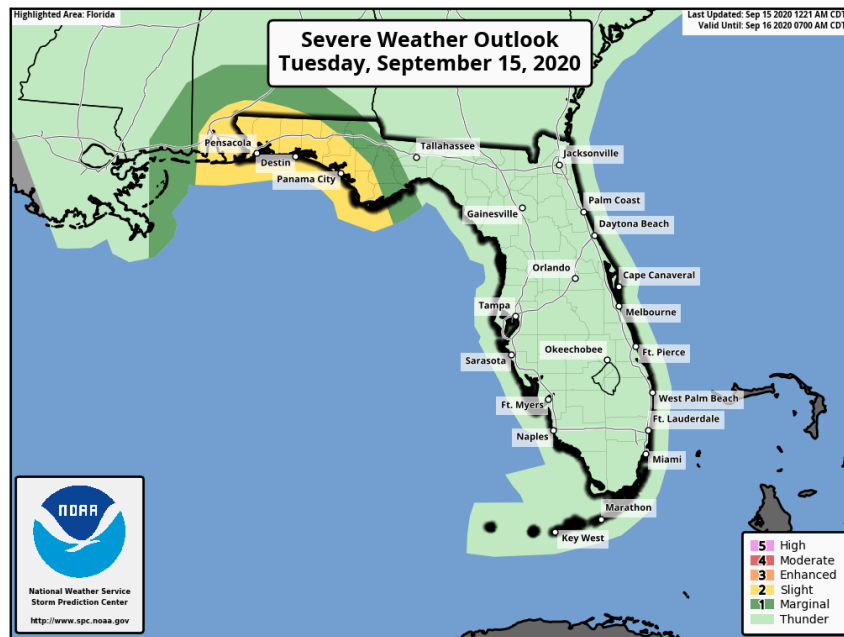 Highlighted Area: Florida
Last Updated: Sep 15 2020 1221 AM CDT
Valid Until: Sep 16 2020 0700 AM CDT
Severe Weather Outlook
Tuesday, September 15, 2020
Pensacola
Destin
Panama City
Tallahassee
Jacksonville
Palm Coast
Gainesville
Daytona Beach
Orlando
Cape Canaveral
Tampa
Melbourne
Okeechobee
Ft. Pierce
Sarasota
Ft. Myers
West Palm Beach
Ft. Lauderdale
Naples
Miami
Marathon
Key West
NOAA
National Weather Service
Storm Prediction Center
http://www.spc.noaa.gov
5 High
4 Moderate
3 Enhanced
2 Slight
1 Marginal
Thunder